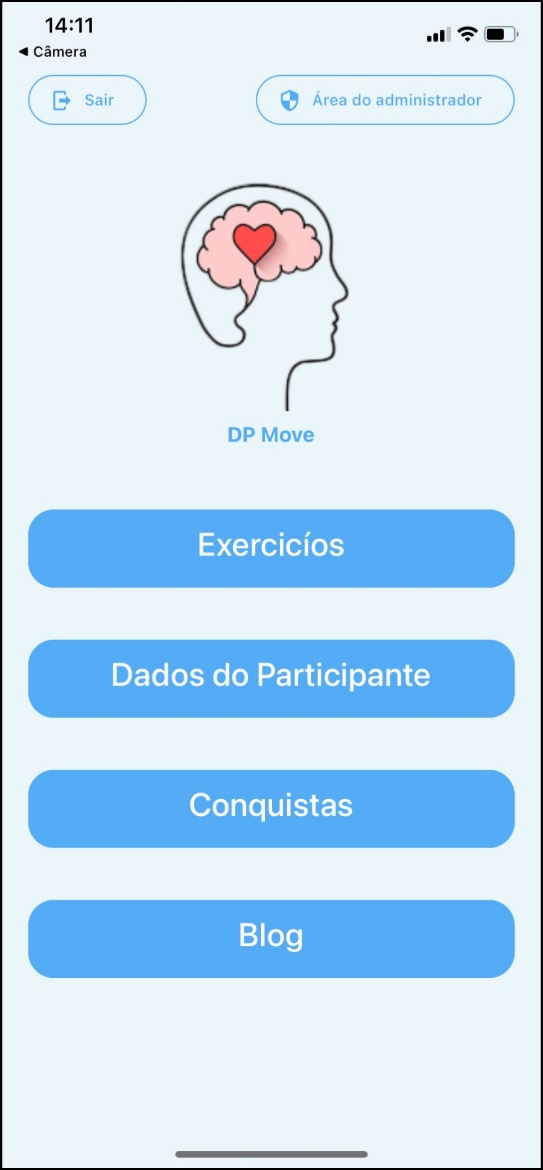 14:11
◀ Câmera
Sair
Área do administrador
DP Move
Exercicíos
Dados do Participante
Conquistas
Blog